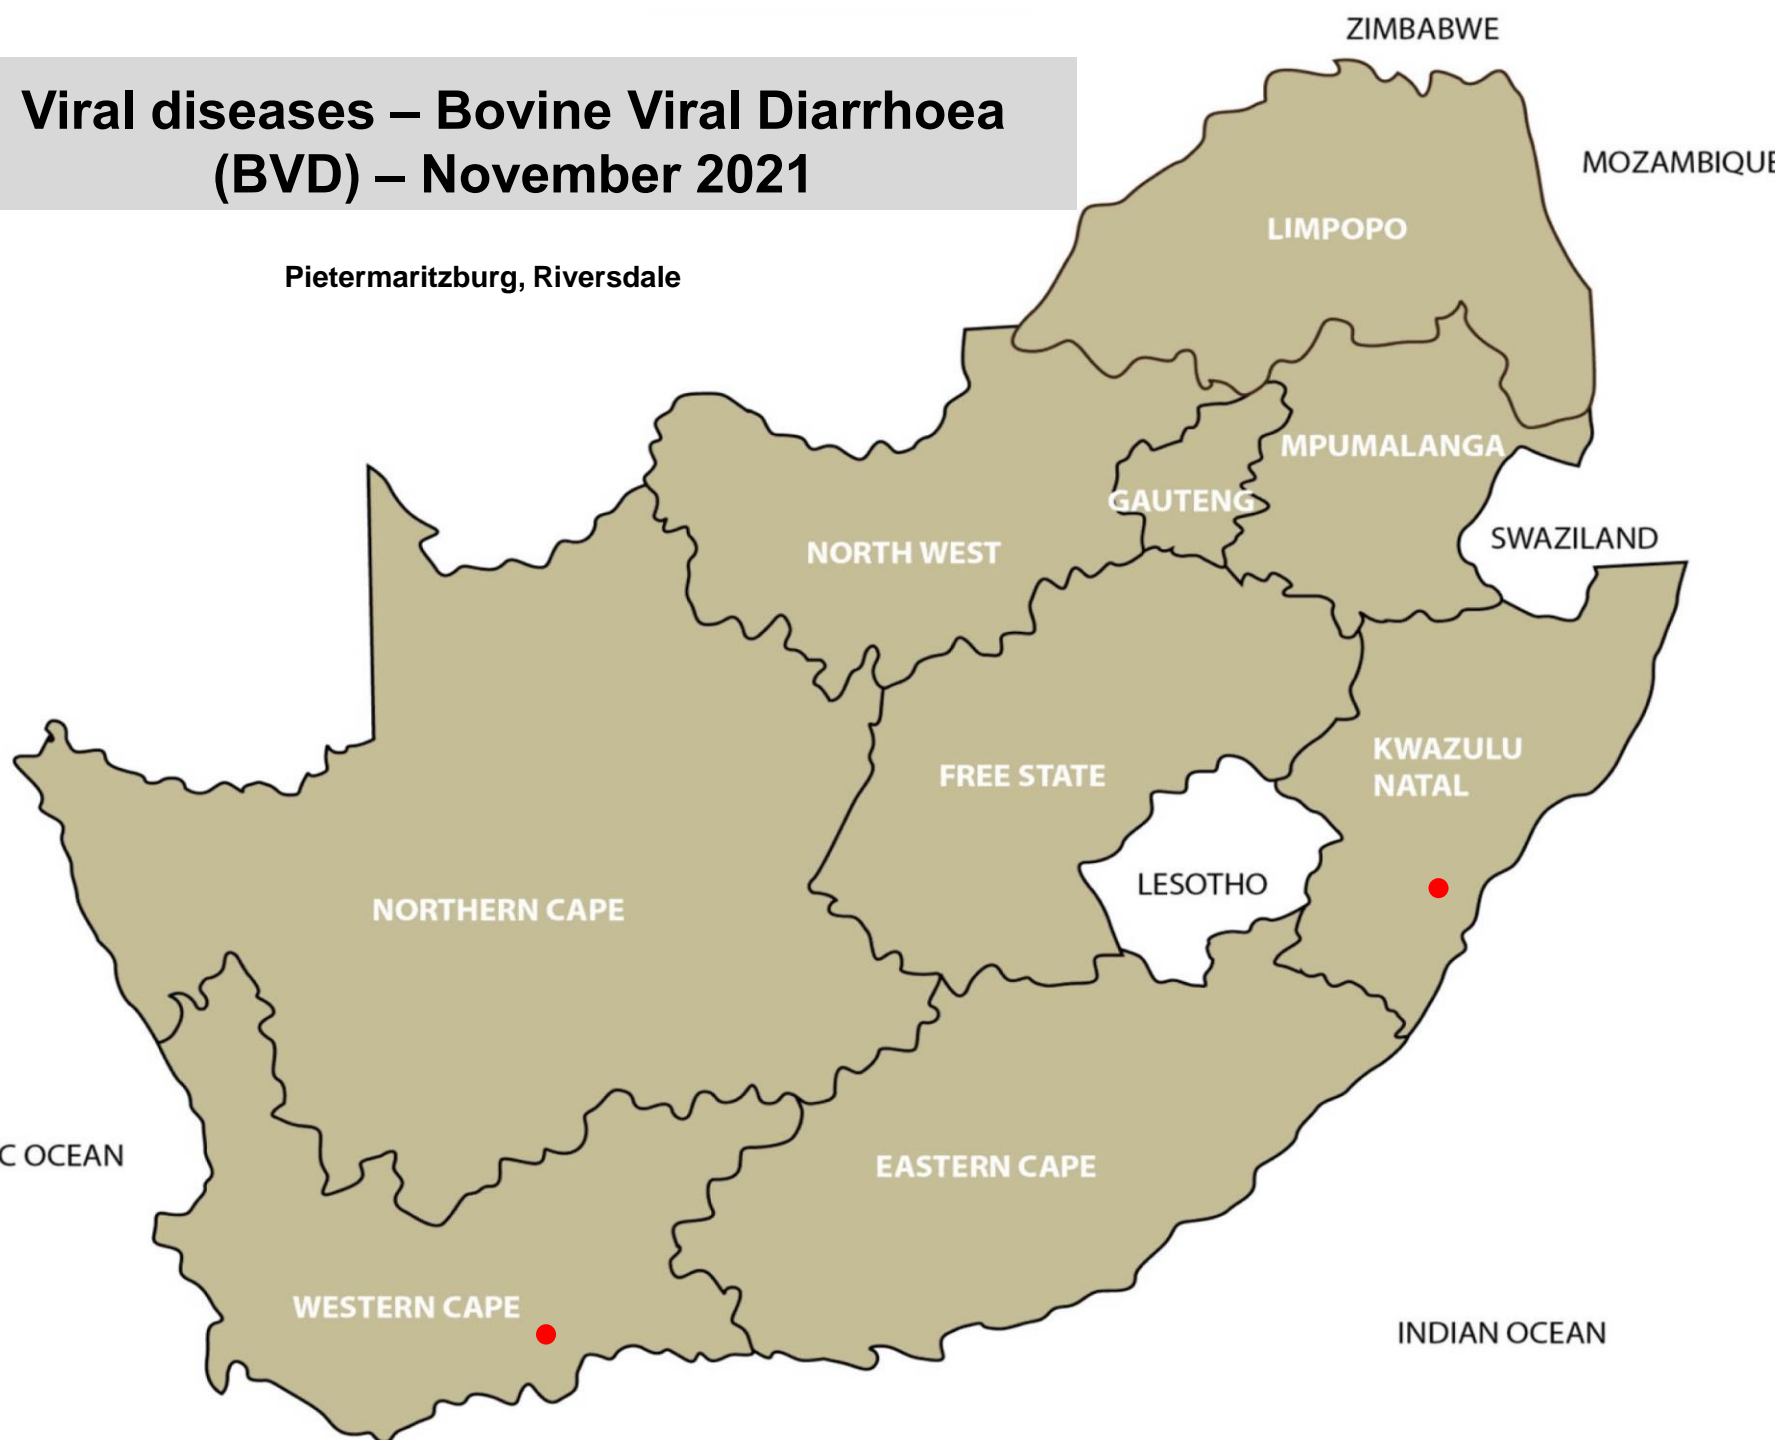 ZIMBABWE
Viral diseases – Bovine Viral Diarrhoea
(BVD) – November 2021
MOZAMBIQUE
LIMPOPO
Pietermaritzburg, Riversdale
MPUMALANGA
GAUTENG
SWAZILAND
NORTH WEST
KWAZULU
NATAL
FREE STATE
LESOTHO
NORTHERN CAPE
C OCEAN
EASTERN CAPE
WESTERN CAPE
INDIAN OCEAN